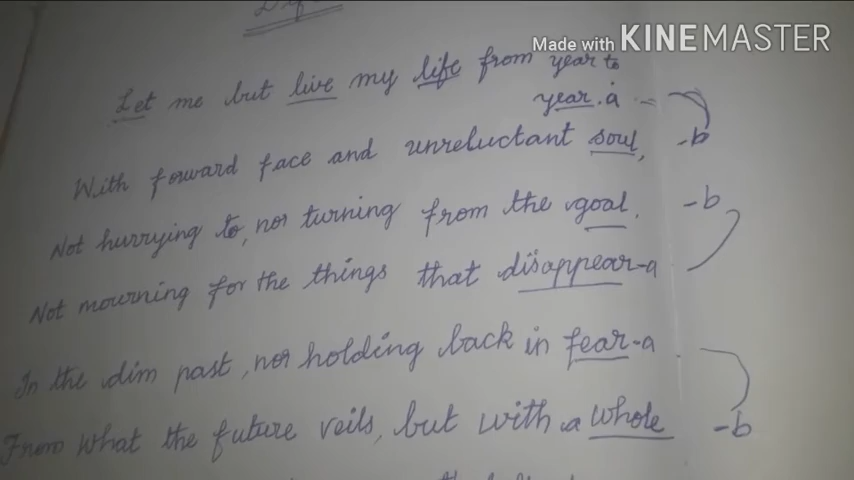 Made with KINEMASTER
Let me but live my life from year to
year. a
With forward face and unreluctant soul, -b
Not hurrying to, nor turning from the goal. -b
Not mourning for the things that disappear-a
In the dim past, nor holding back in fear-a
From what the future veils, but with a whole -b